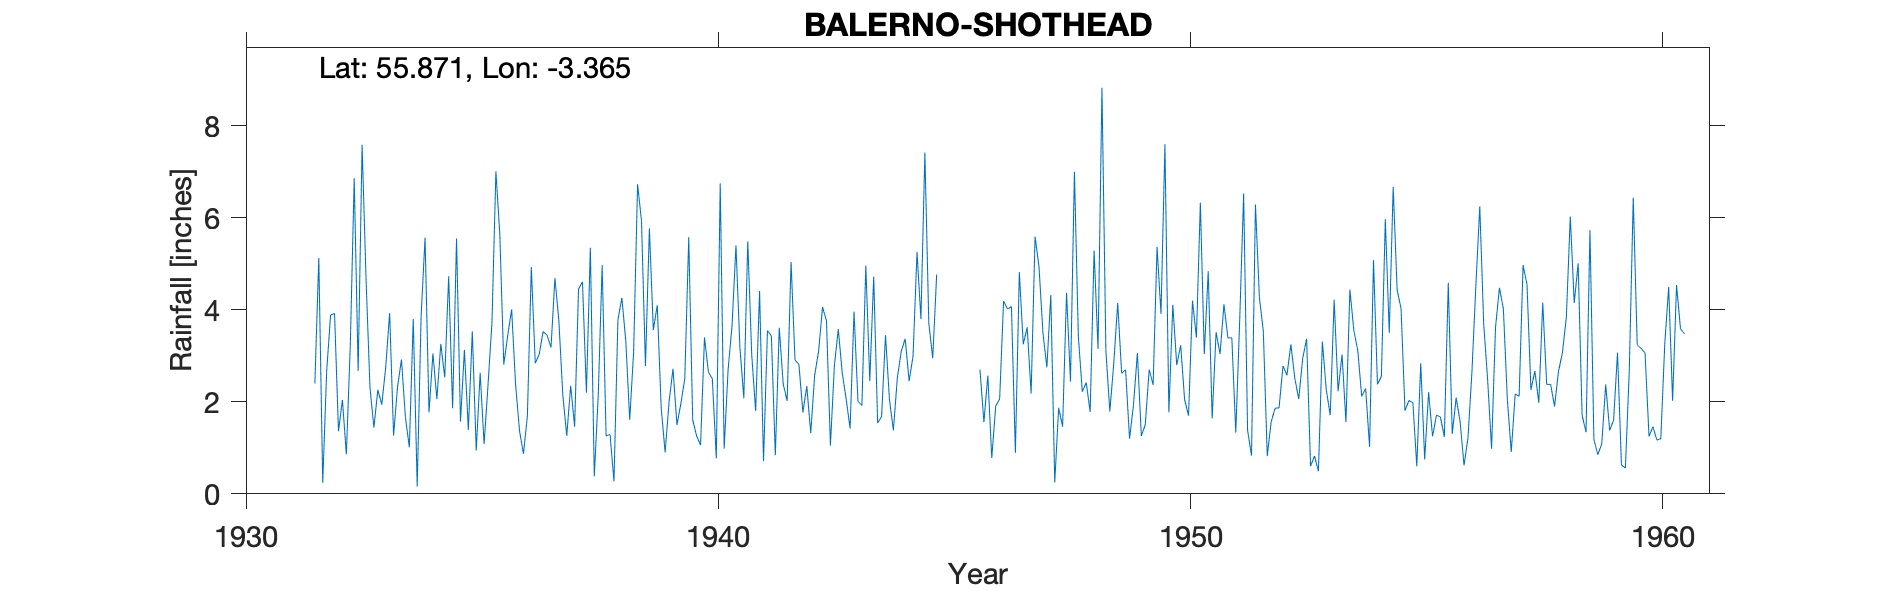 BALERNO-SHOTHEAD
Lat: 55.871, Lon: -3.365
Rainfall [inches]
8
6
4
2
0
1930 1940 1950 1960
Year